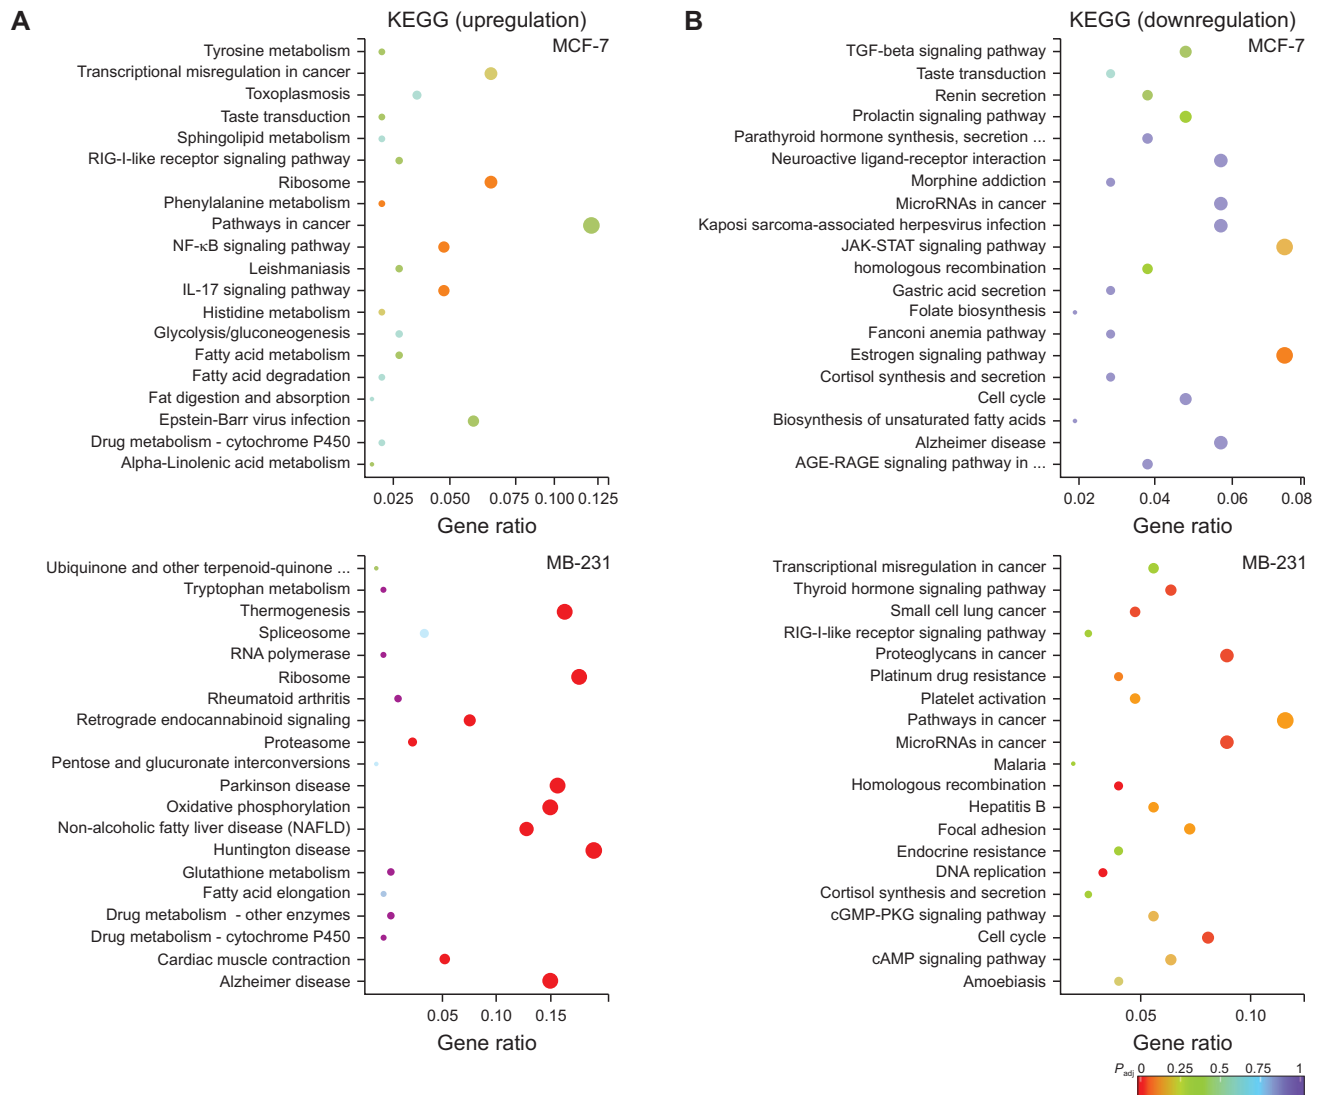 A
KEGG (upregulation)
MCF-7
Tyrosine metabolism
Transcriptional misregulation in cancer
Toxoplasmosis
Taste transduction
Sphingolipid metabolism
RIG-I-like receptor signaling pathway
Ribosome
Phenylalanine metabolism
Pathways in cancer
NF-κB signaling pathway
Leishmaniasis
IL-17 signaling pathway
Histidine metabolism
Glycolysis/gluconeogenesis
Fatty acid metabolism
Fatty acid degradation
Fat digestion and absorption
Epstein-Barr virus infection
Drug metabolism - cytochrome P450
Alpha-Linolenic acid metabolism
0.025 0.050 0.075 0.100 0.125
Gene ratio
MB-231
Ubiquinone and other terpenoid-quinone ...
Tryptophan metabolism
Thermogenesis
Spliceosome
RNA polymerase
Ribosome
Rheumatoid arthritis
Retrograde endocannabinoid signaling
Proteasome
Pentose and glucuronate interconversions
Parkinson disease
Oxidative phosphorylation
Non-alcoholic fatty liver disease (NAFLD)
Huntington disease
Glutathione metabolism
Fatty acid elongation
Drug metabolism - other enzymes
Drug metabolism - cytochrome P450
Cardiac muscle contraction
Alzheimer disease
0.05 0.10 0.15
Gene ratio
B
KEGG (downregulation)
MCF-7
TGF-beta signaling pathway
Taste transduction
Renin secretion
Prolactin signaling pathway
Parathyroid hormone synthesis, secretion ...
Neuroactive ligand-receptor interaction
Morphine addiction
MicroRNAs in cancer
Kaposi sarcoma-associated herpesvirus infection
JAK-STAT signaling pathway
homologous recombination
Gastric acid secretion
Folate biosynthesis
Fanconi anemia pathway
Estrogen signaling pathway
Cortisol synthesis and secretion
Cell cycle
Biosynthesis of unsaturated fatty acids
Alzheimer disease
AGE-RAGE signaling pathway in ...
0.02 0.04 0.06 0.08
Gene ratio
MB-231
Transcriptional misregulation in cancer
Thyroid hormone signaling pathway
Small cell lung cancer
RIG-I-like receptor signaling pathway
Proteoglycans in cancer
Platinum drug resistance
Platelet activation
Pathways in cancer
MicroRNAs in cancer
Malaria
Homologous recombination
Hepatitis B
Focal adhesion
Endocrine resistance
DNA replication
Cortisol synthesis and secretion
cGMP-PKG signaling pathway
Cell cycle
cAMP signaling pathway
Amoebiasis
0.05 0.10
Gene ratio
Padj 0 0.25 0.5 0.75 1